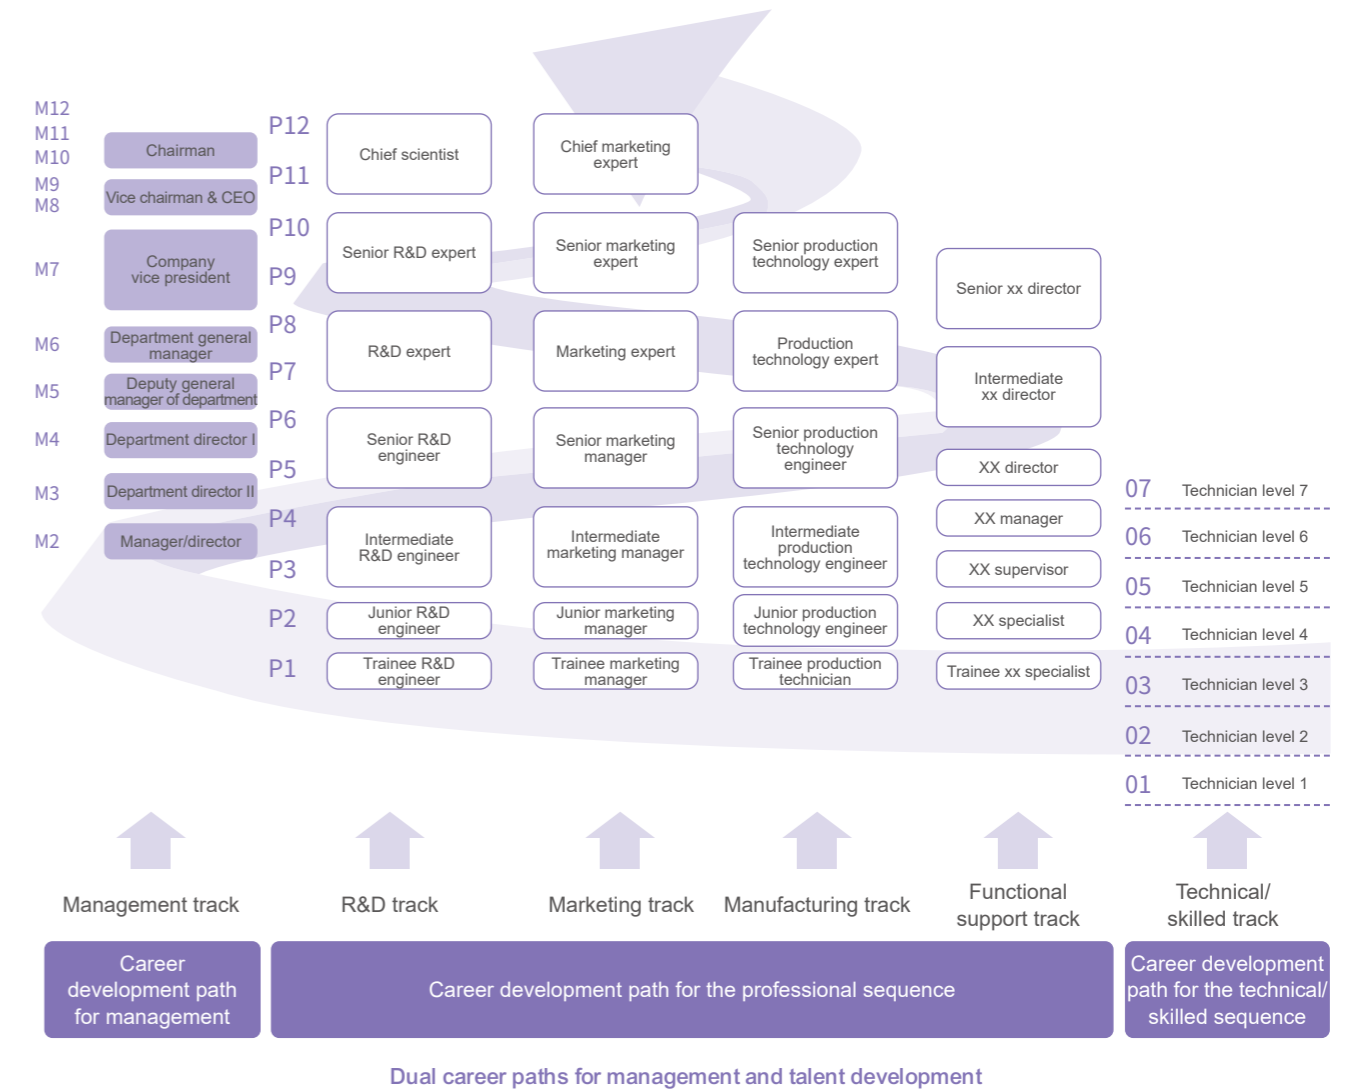 M12
M11
M10
M9
M8
M7
M6
M5
M4
M3
M2
Chairman
Vice chairman & CEO
Company
vice president
Department general
manager
Deputy general
manager of department
Department director I
Department director II
Manager/director
P12
P11
P10
P9
P8
P7
P6
P5
P4
P3
P2
P1
Chief scientist
Senior R&D expert
R&D expert
Senior R&D
engineer
Intermediate
R&D engineer
Junior R&D
engineer
Trainee R&D
engineer
Chief marketing
expert
Senior marketing
expert
Marketing expert
Senior marketing
manager
Intermediate
marketing manager
Junior marketing
manager
Trainee marketing
manager
Senior production
technology expert
Production
technology expert
Senior production
technology
engineer
Intermediate
production
technology engineer
Junior production
technology engineer
Trainee production
technician
Senior xx director
Intermediate
xx director
XX director
XX manager
XX supervisor
XX specialist
Trainee xx specialist
07 Technician level 7
06 Technician level 6
05 Technician level 5
04 Technician level 4
03 Technician level 3
02 Technician level 2
01 Technician level 1
Management track
R&D track
Marketing track
Manufacturing track
Functional
support track
Technical/
skilled track
Career
development path
for management
Career development path for the professional sequence
Career development
path for the technical/
skilled sequence
Dual career paths for management and talent development